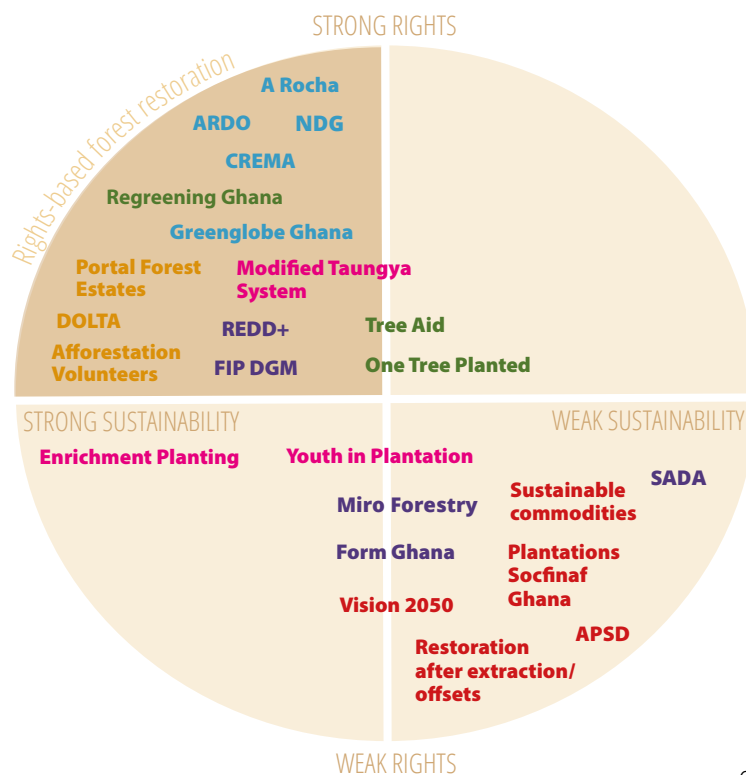 STRONG RIGHTS
Rights-based forest restoration
A Rocha
ARDO
NDG
CREMA
Regreening Ghana
Greenglobe Ghana
Portal Forest
Estates
Modified Taungya
System
DOLTA
REDD+
Tree Aid
Afforestation
Volunteers
FIP DGM
One Tree Planted
STRONG SUSTAINABILITY
WEAK SUSTAINABILITY
Enrichment Planting
Youth in Plantation
SADA
Miro Forestry
Sustainable
commodities
Form Ghana
Plantations
Socfinaf
Ghana
Vision 2050
APSD
Restoration
after extraction/
offsets
WEAK RIGHTS